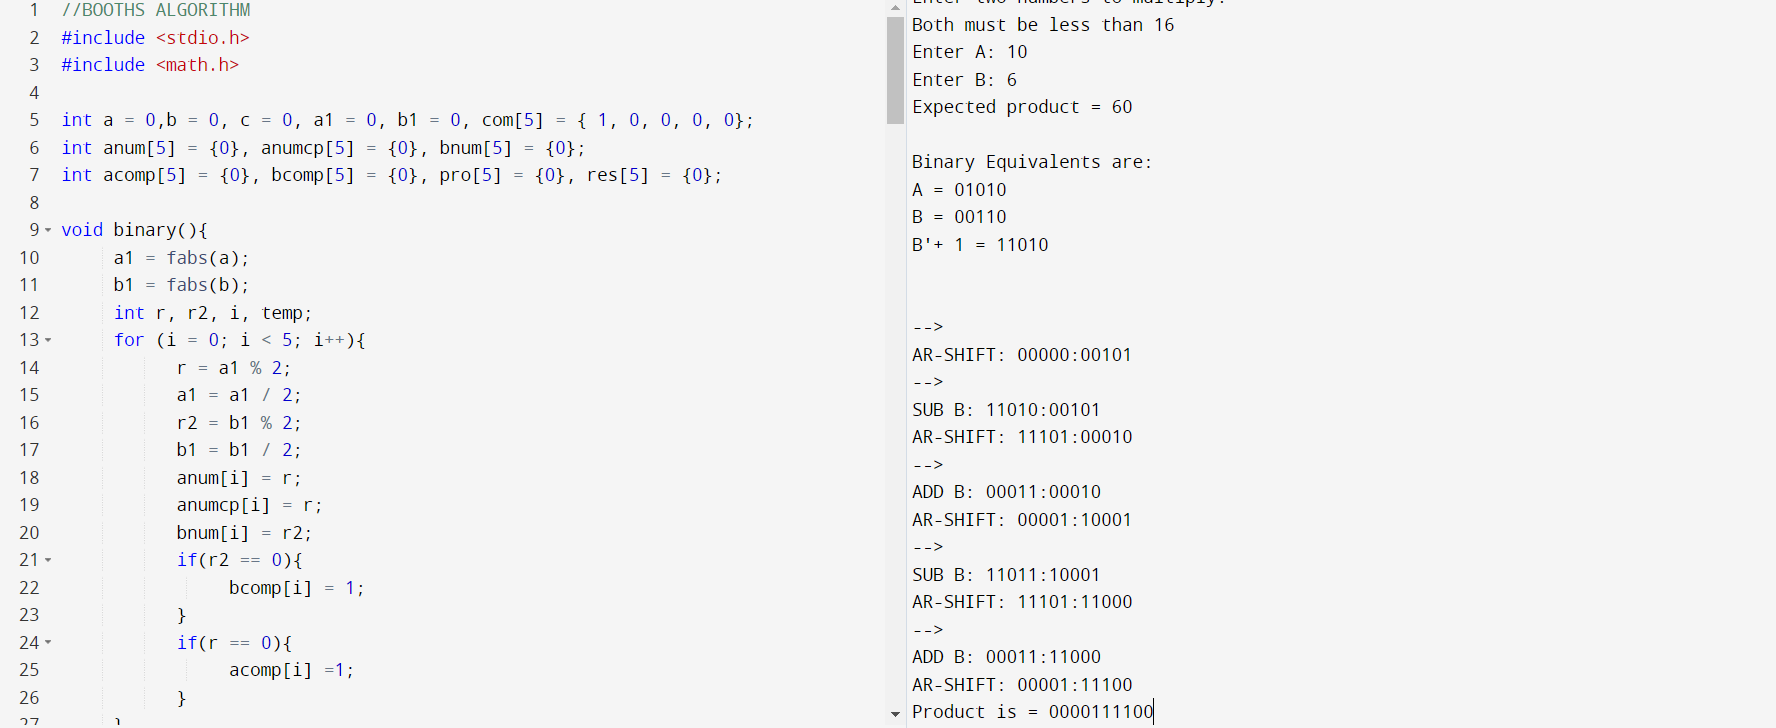 1 //BOOTHS ALGORITHM
2 #include <stdio.h>
3 #include <math.h>
4
5 int a = 0,b = 0, c = 0, a1 = 0, b1 = 0, com[5] = { 1, 0, 0, 0, 0};
6 int anum[5] = {0}, anumcp[5] = {0}, bnum[5] = {0};
7 int acomp[5] = {0}, bcomp[5] = {0}, pro[5] = {0}, res[5] = {0};
8
9 void binary(){
10 a1 = fabs(a);
11 b1 = fabs(b);
12 int r, r2, i, temp;
13 for (i = 0; i < 5; i++){
14 r = a1 % 2;
15 a1 = a1 / 2;
16 r2 = b1 % 2;
17 b1 = b1 / 2;
18 anum[i] = r;
19 anumcp[i] = r;
20 bnum[i] = r2;
21 if(r2 == 0){
22 bcomp[i] = 1;
23 }
24 if(r == 0){
25 acomp[i] =1;
26 }
27 }
Enter two numbers to multiply:
Both must be less than 16
Enter A: 10
Enter B: 6
Expected product = 60

Binary Equivalents are:
A = 01010
B = 00110
B'+ 1 = 11010

-->
AR-SHIFT: 00000:00101
-->
SUB B: 11010:00101
AR-SHIFT: 11101:00010
-->
ADD B: 00011:00010
AR-SHIFT: 00001:10001
-->
SUB B: 11011:10001
AR-SHIFT: 11101:11000
-->
ADD B: 00011:11000
AR-SHIFT: 00001:11100
Product is = 0000111100